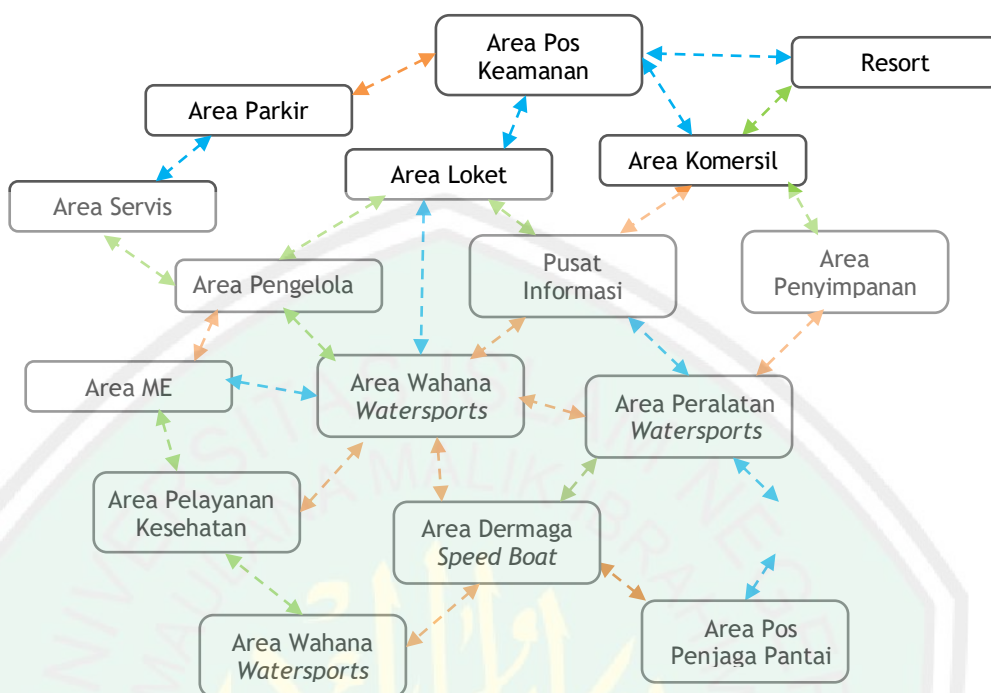 Area Pos
Keamanan
Resort
Area Parkir
Area Loket
Area Komersil
Area Servis
Area Pengelola
Pusat
Informasi
Area
Penyimpanan
Area ME
Area Wahana
Watersports
Area Peralatan
Watersports
Area Pelayanan
Kesehatan
Area Dermaga
Speed Boat
Area Wahana
Watersports
Area Pos
Penjaga Pantai